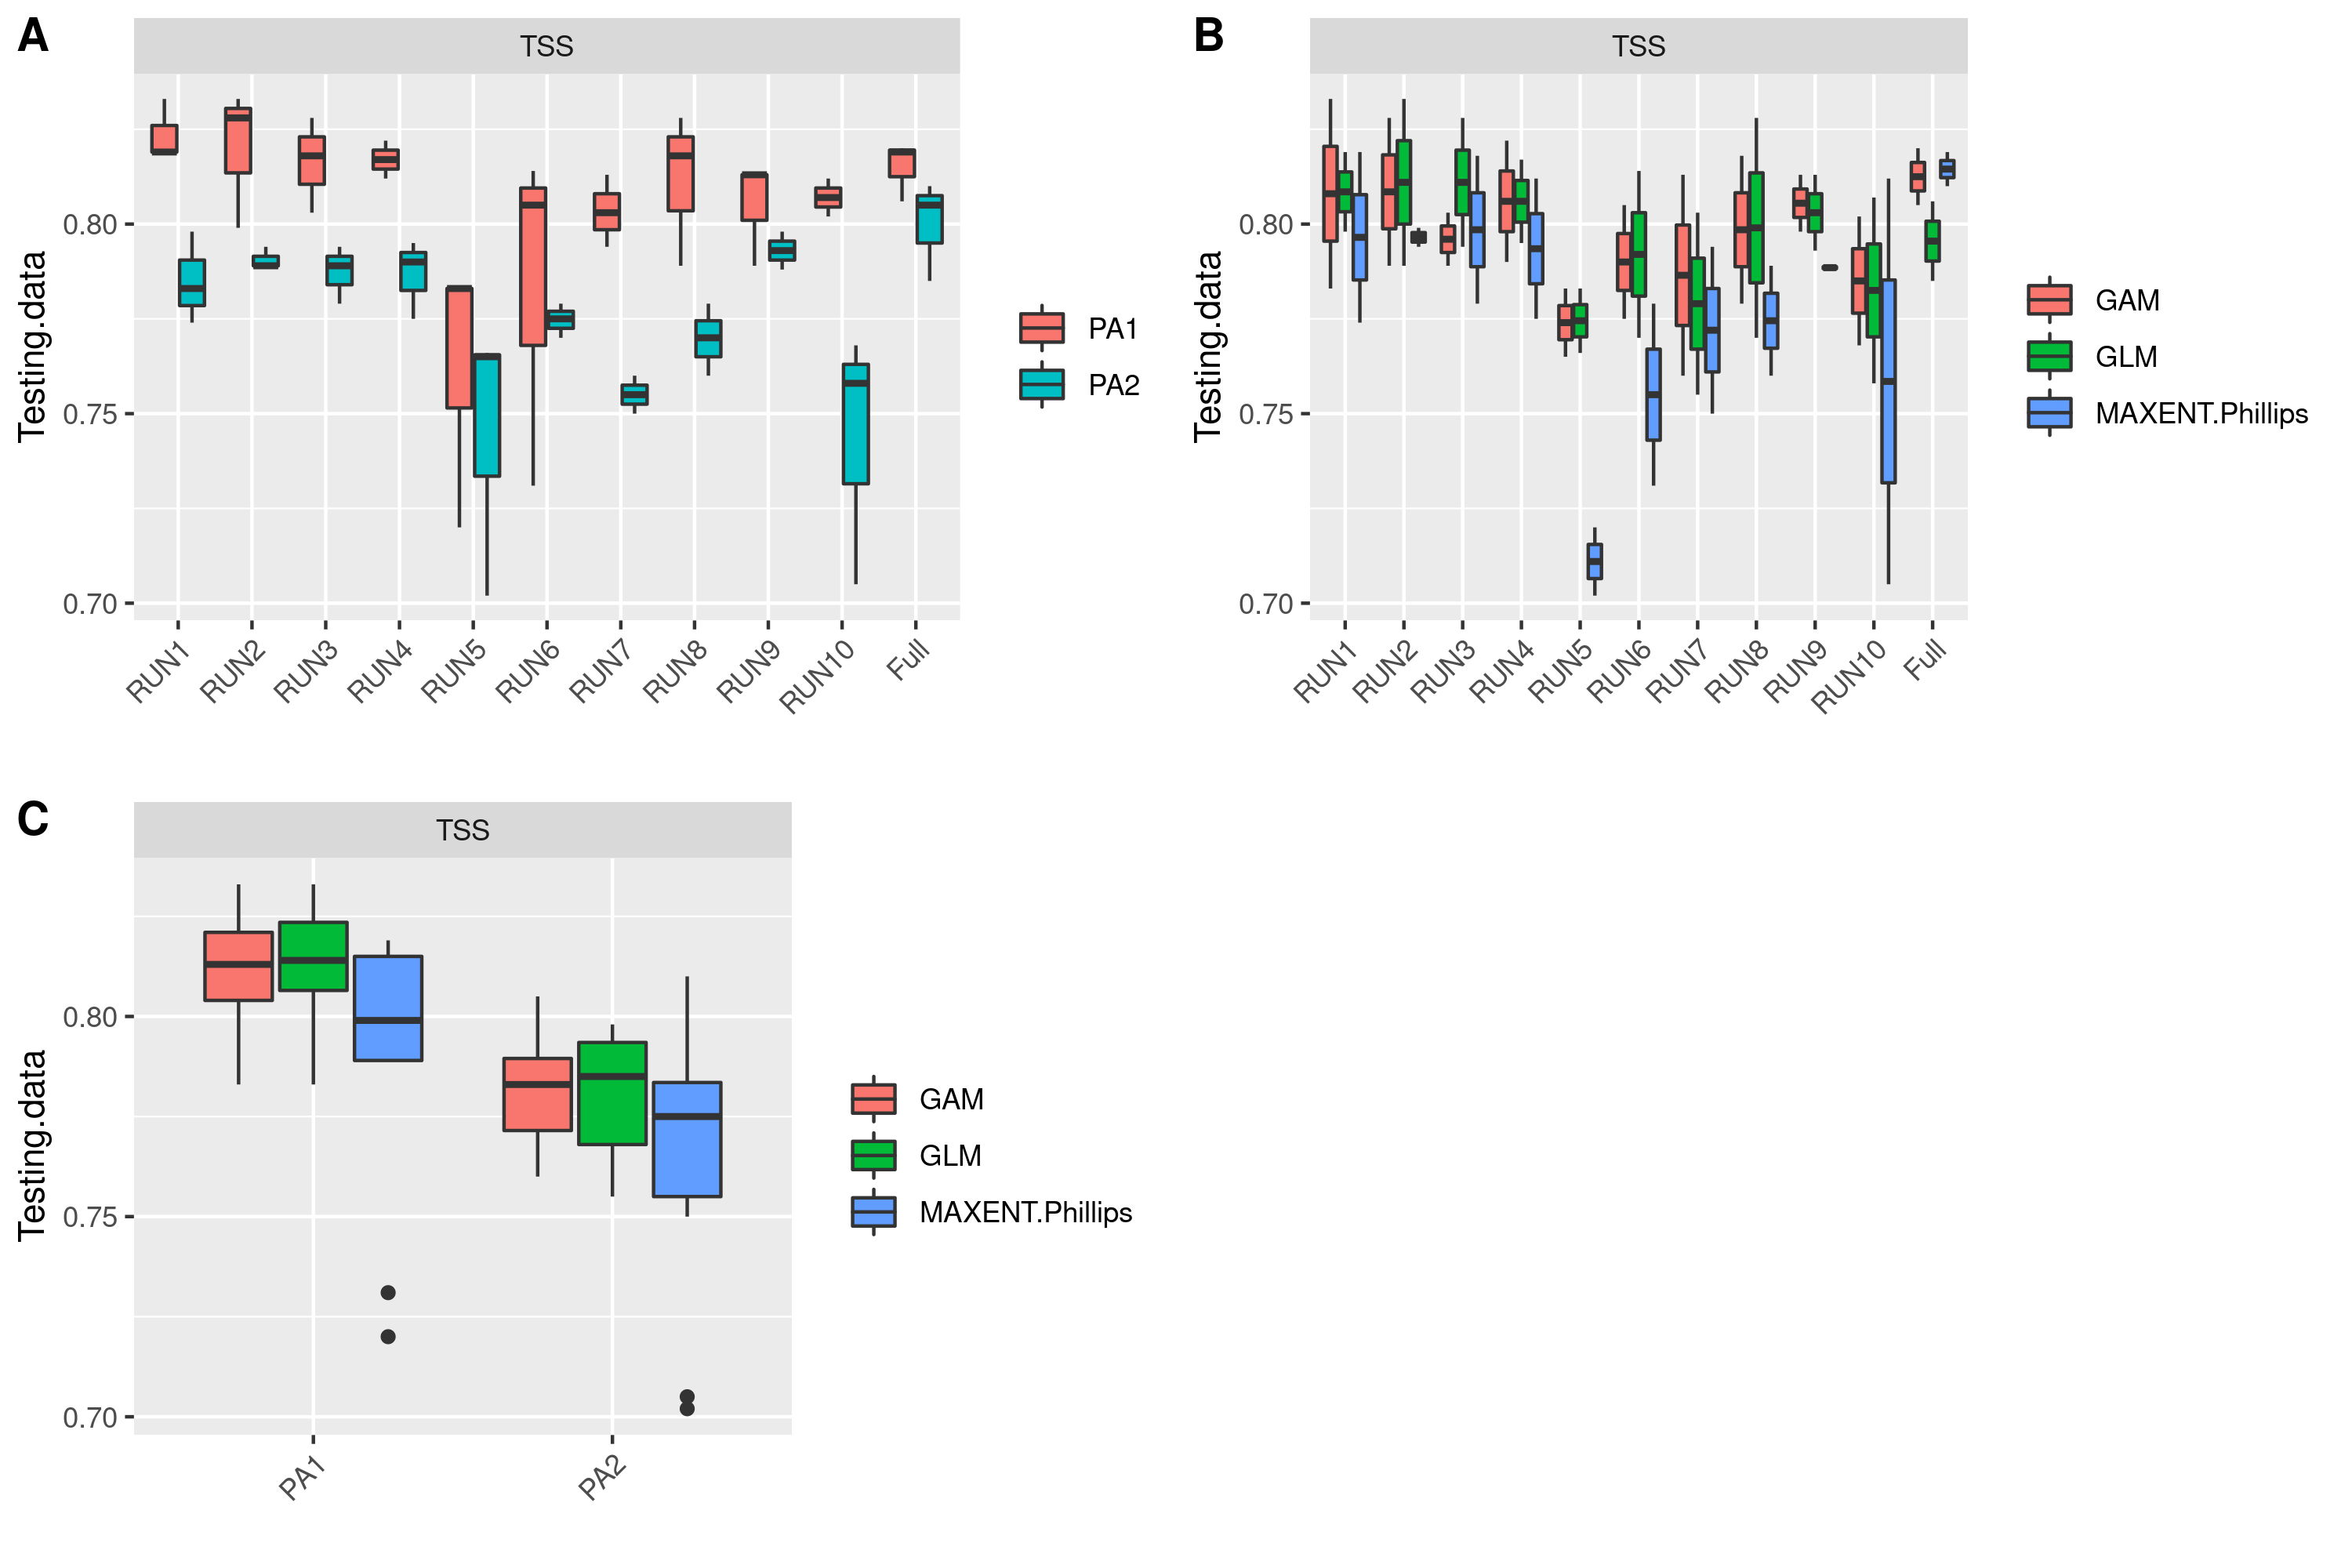 A
TSS
Testing.data
0.80
0.75
0.70
RUN1
RUN2
RUN3
RUN4
RUN5
RUN6
RUN7
RUN8
RUN9
RUN10
Full
PA1
PA2
B
TSS
Testing.data
0.80
0.75
0.70
RUN1
RUN2
RUN3
RUN4
RUN5
RUN6
RUN7
RUN8
RUN9
RUN10
Full
GAM
GLM
MAXENT.Phillips
C
TSS
Testing.data
0.80
0.75
0.70
PA1
PA2
GAM
GLM
MAXENT.Phillips